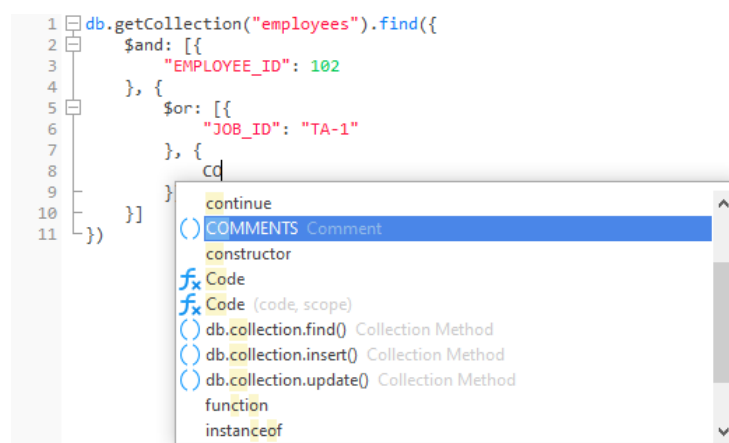 1 db.getCollection("employees").find({
2 $and: [{
3 "EMPLOYEE_ID": 102
4 }, {
5 $or: [{
6 "JOB_ID": "TA-1"
7 }, {
8 CO
9 }
10 }]
11 })
continue
() COMMENTS Comment
constructor
fx Code
fx Code (code, scope)
() db.collection.find() Collection Method
() db.collection.insert() Collection Method
() db.collection.update() Collection Method
function
instanceof